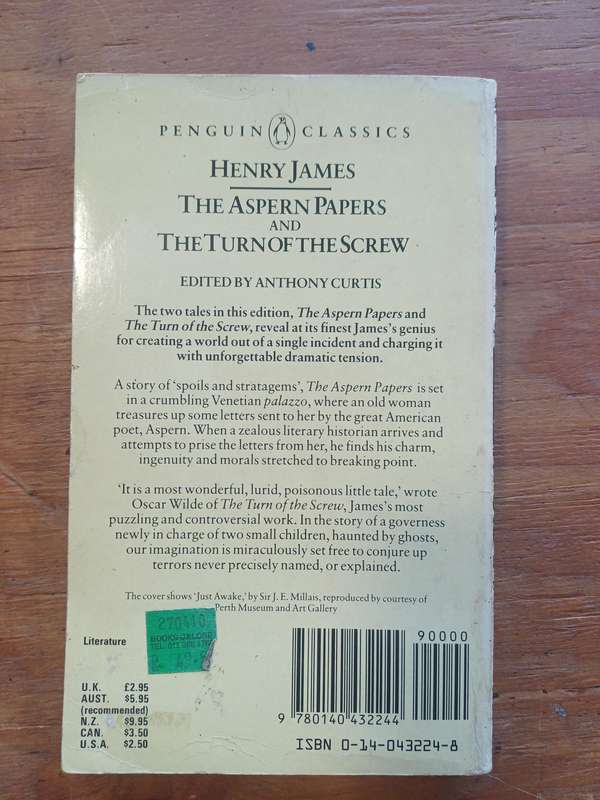 PENGUIN CLASSICS
HENRY JAMES
THE ASPERN PAPERS
AND
THE TURN OF THE SCREW
EDITED BY ANTHONY CURTIS
The two tales in this edition, The Aspern Papers and
The Turn of the Screw, reveal at its finest James's genius
for creating a world out of a single incident and charging it
with unforgettable dramatic tension.
A story of 'spoils and stratagems', The Aspern Papers is set
in a crumbling Venetian palazzo, where an old woman
treasures up some letters sent to her by the great American
poet, Aspern. When a zealous literary historian arrives and
attempts to prise the letters from her, he finds his charm,
ingenuity and morals stretched to breaking point.
'It is a most wonderful, lurid, poisonous little tale,' wrote
Oscar Wilde of The Turn of the Screw, James's most
puzzling and controversial work. In the story of a governess
newly in charge of two small children, haunted by ghosts,
our imagination is miraculously set free to conjure up
terrors never precisely named, or explained.
The cover shows 'Just Awake,' by Sir J. E. Millais, reproduced by courtesy of
Perth Museum and Art Gallery
270410
BOOKS GALORE
TEL. 011
R
Literature
U.K. £2.95
AUST. $5.95
(recommended)
N.Z. $9.95
CAN. $3.50
U.S.A. $2.50
90000
9 780140 432244
ISBN 0-14-043224-8